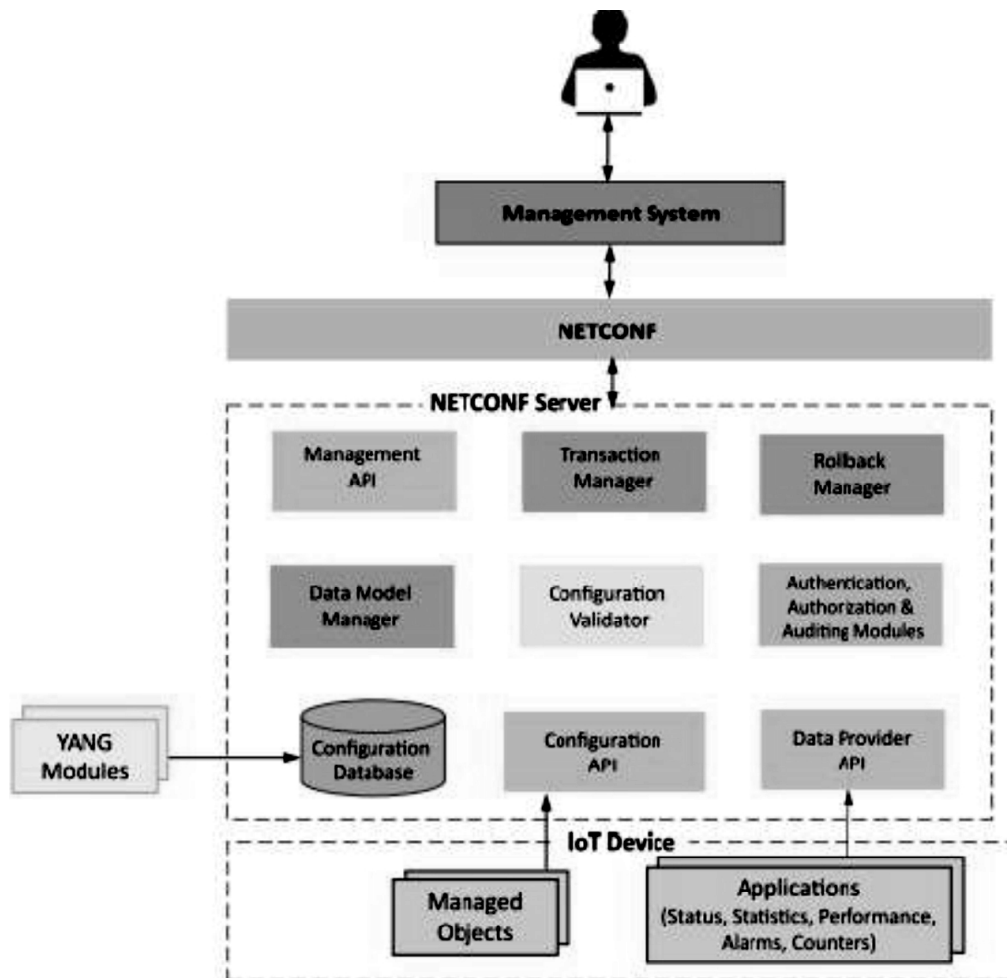 Management System
NETCONF
NETCONF Server
Management
API
Transaction
Manager
Rollback
Manager
Data Model
Manager
Configuration
Validator
Authentication,
Authorization &
Auditing Modules
YANG
Modules
Configuration
Database
Configuration
API
Data Provider
API
IoT Device
Managed
Objects
Applications
(Status, Statistics, Performance,
Alarms, Counters)